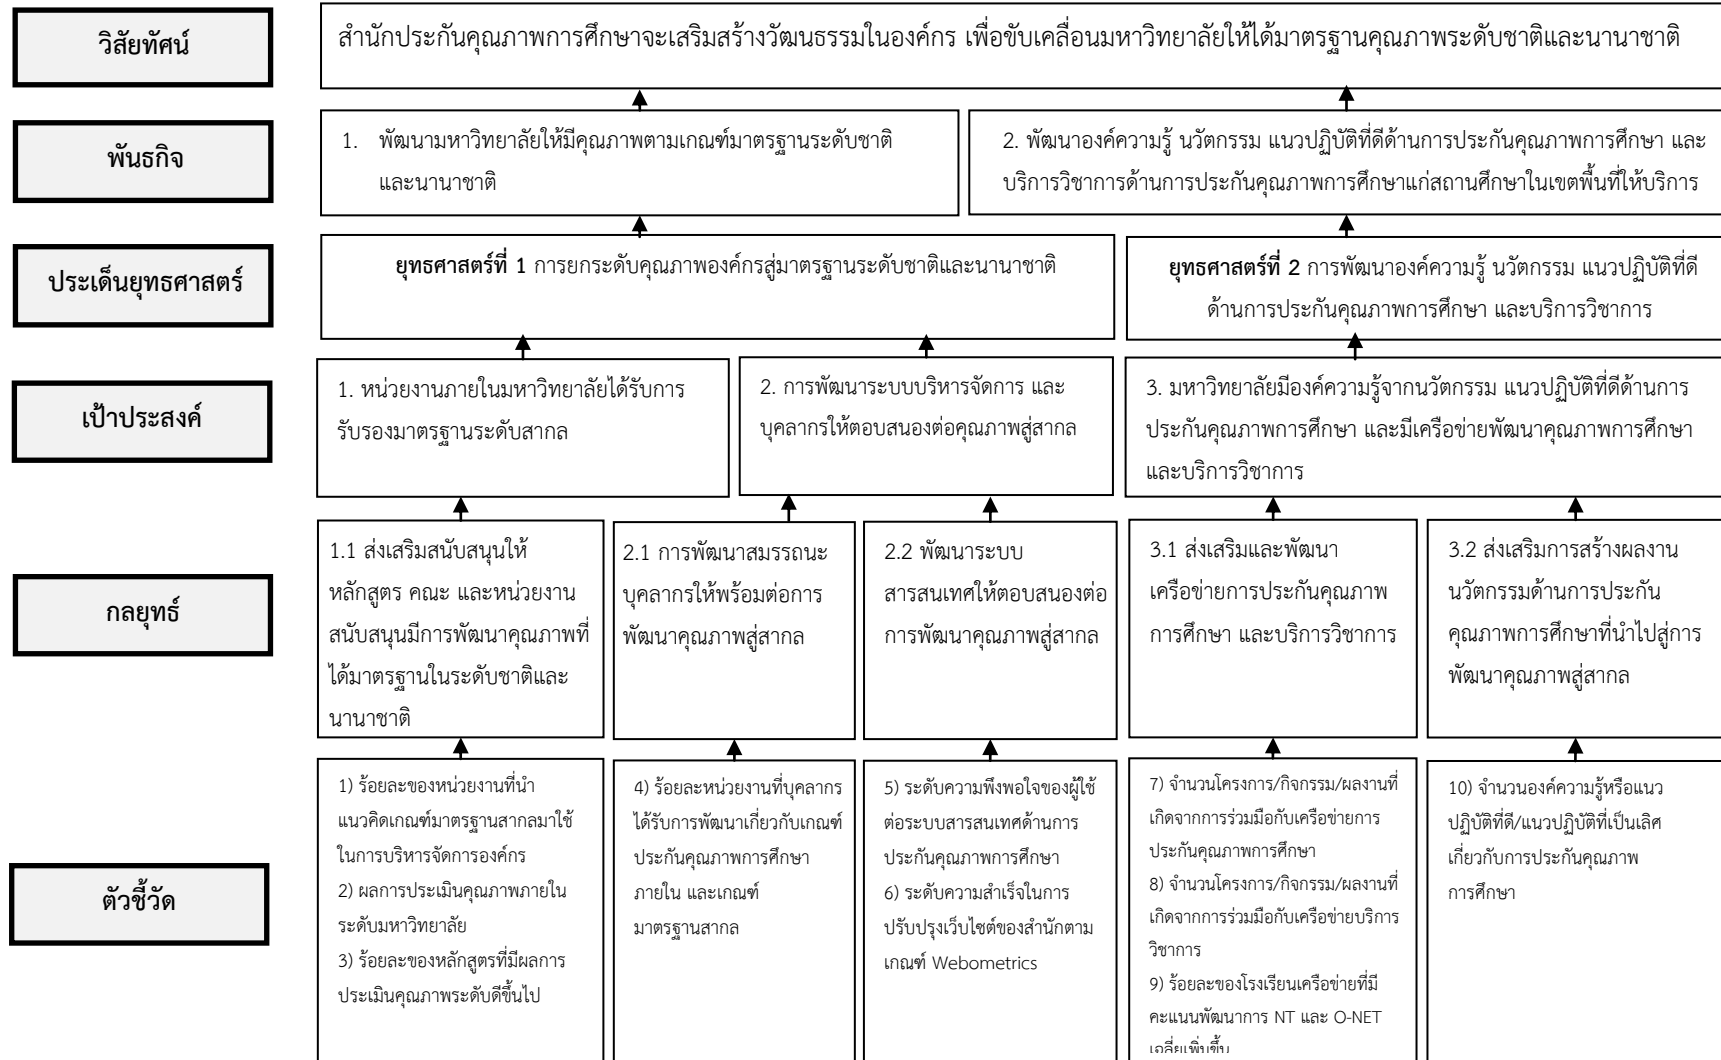 วิสัยทัศน์
สำนักประกันคุณภาพการศึกษาจะเสริมสร้างวัฒนธรรมในองค์กร เพื่อขับเคลื่อนมหาวิทยาลัยให้ได้มาตรฐานคุณภาพระดับชาติและนานาชาติ
พันธกิจ
1. พัฒนามหาวิทยาลัยให้มีคุณภาพตามเกณฑ์มาตรฐานระดับชาติ
และนานาชาติ
2. พัฒนาองค์ความรู้ นวัตกรรม แนวปฏิบัติที่ดีด้านการประกันคุณภาพการศึกษา และ
บริการวิชาการด้านการประกันคุณภาพการศึกษาแก่สถานศึกษาในเขตพื้นที่ให้บริการ
ประเด็นยุทธศาสตร์
ยุทธศาสตร์ที่ 1 การยกระดับคุณภาพองค์กรสู่มาตรฐานระดับชาติและนานาชาติ
ยุทธศาสตร์ที่ 2 การพัฒนาองค์ความรู้ นวัตกรรม แนวปฏิบัติที่ดี
ด้านการประกันคุณภาพการศึกษา และบริการวิชาการ
เป้าประสงค์
1. หน่วยงานภายในมหาวิทยาลัยได้รับการ
รับรองมาตรฐานระดับสากล
2. การพัฒนาระบบบริหารจัดการ และ
บุคลากรให้ตอบสนองต่อคุณภาพสู่สากล
3. มหาวิทยาลัยมีองค์ความรู้จากนวัตกรรม แนวปฏิบัติที่ดีด้านการ
ประกันคุณภาพการศึกษา และมีเครือข่ายพัฒนาคุณภาพการศึกษา
และบริการวิชาการ
กลยุทธ์
1.1 ส่งเสริมสนับสนุนให้
หลักสูตร คณะ และหน่วยงาน
สนับสนุนมีการพัฒนาคุณภาพที่
ได้มาตรฐานในระดับชาติและ
นานาชาติ
2.1 การพัฒนาสมรรถนะ
บุคลากรให้พร้อมต่อการ
พัฒนาคุณภาพสู่สากล
2.2 พัฒนาระบบ
สารสนเทศให้ตอบสนองต่อ
การพัฒนาคุณภาพสู่สากล
3.1 ส่งเสริมและพัฒนา
เครือข่ายการประกันคุณภาพ
การศึกษา และบริการวิชาการ
3.2 ส่งเสริมการสร้างผลงาน
นวัตกรรมด้านการประกัน
คุณภาพการศึกษาที่นำไปสู่การ
พัฒนาคุณภาพสู่สากล
ตัวชี้วัด
1) ร้อยละของหน่วยงานที่นำ
แนวคิดเกณฑ์มาตรฐานสากลมาใช้
ในการบริหารจัดการองค์กร
2) ผลการประเมินคุณภาพภายใน
ระดับมหาวิทยาลัย
3) ร้อยละของหลักสูตรที่มีผลการ
ประเมินคุณภาพระดับดีขึ้นไป
4) ร้อยละหน่วยงานที่บุคลากร
ได้รับการพัฒนาเกี่ยวกับเกณฑ์
ประกันคุณภาพการศึกษา
ภายใน และเกณฑ์
มาตรฐานสากล
5) ระดับความพึงพอใจของผู้ใช้
ต่อระบบสารสนเทศด้านการ
ประกันคุณภาพการศึกษา
6) ระดับความสำเร็จในการ
ปรับปรุงเว็บไซต์ของสำนักตาม
เกณฑ์ Webometrics
7) จำนวนโครงการ/กิจกรรม/ผลงานที่
เกิดจากการร่วมมือกับเครือข่ายการ
ประกันคุณภาพการศึกษา
8) จำนวนโครงการ/กิจกรรม/ผลงานที่
เกิดจากการร่วมมือกับเครือข่ายบริการ
วิชาการ
9) ร้อยละของโรงเรียนเครือข่ายที่มี
คะแนนพัฒนาการ NT และ O-NET
เฉลี่ยเพิ่มขึ้น
10) จำนวนองค์ความรู้หรือแนว
ปฏิบัติที่ดี/แนวปฏิบัติที่เป็นเลิศ
เกี่ยวกับการประกันคุณภาพ
การศึกษา